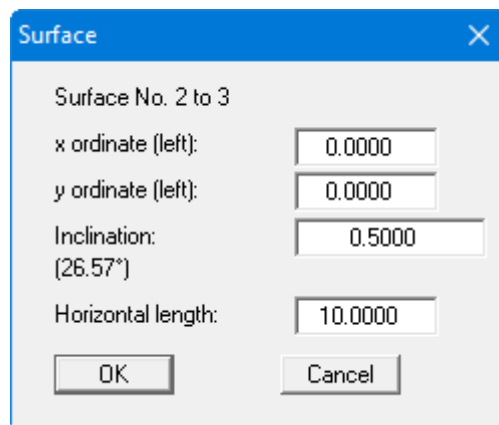 Surface
Surface No. 2 to 3
x ordinate (left): 0.0000
y ordinate (left): 0.0000
Inclination: 0.5000
(26.57°)
Horizontal length: 10.0000
OK Cancel